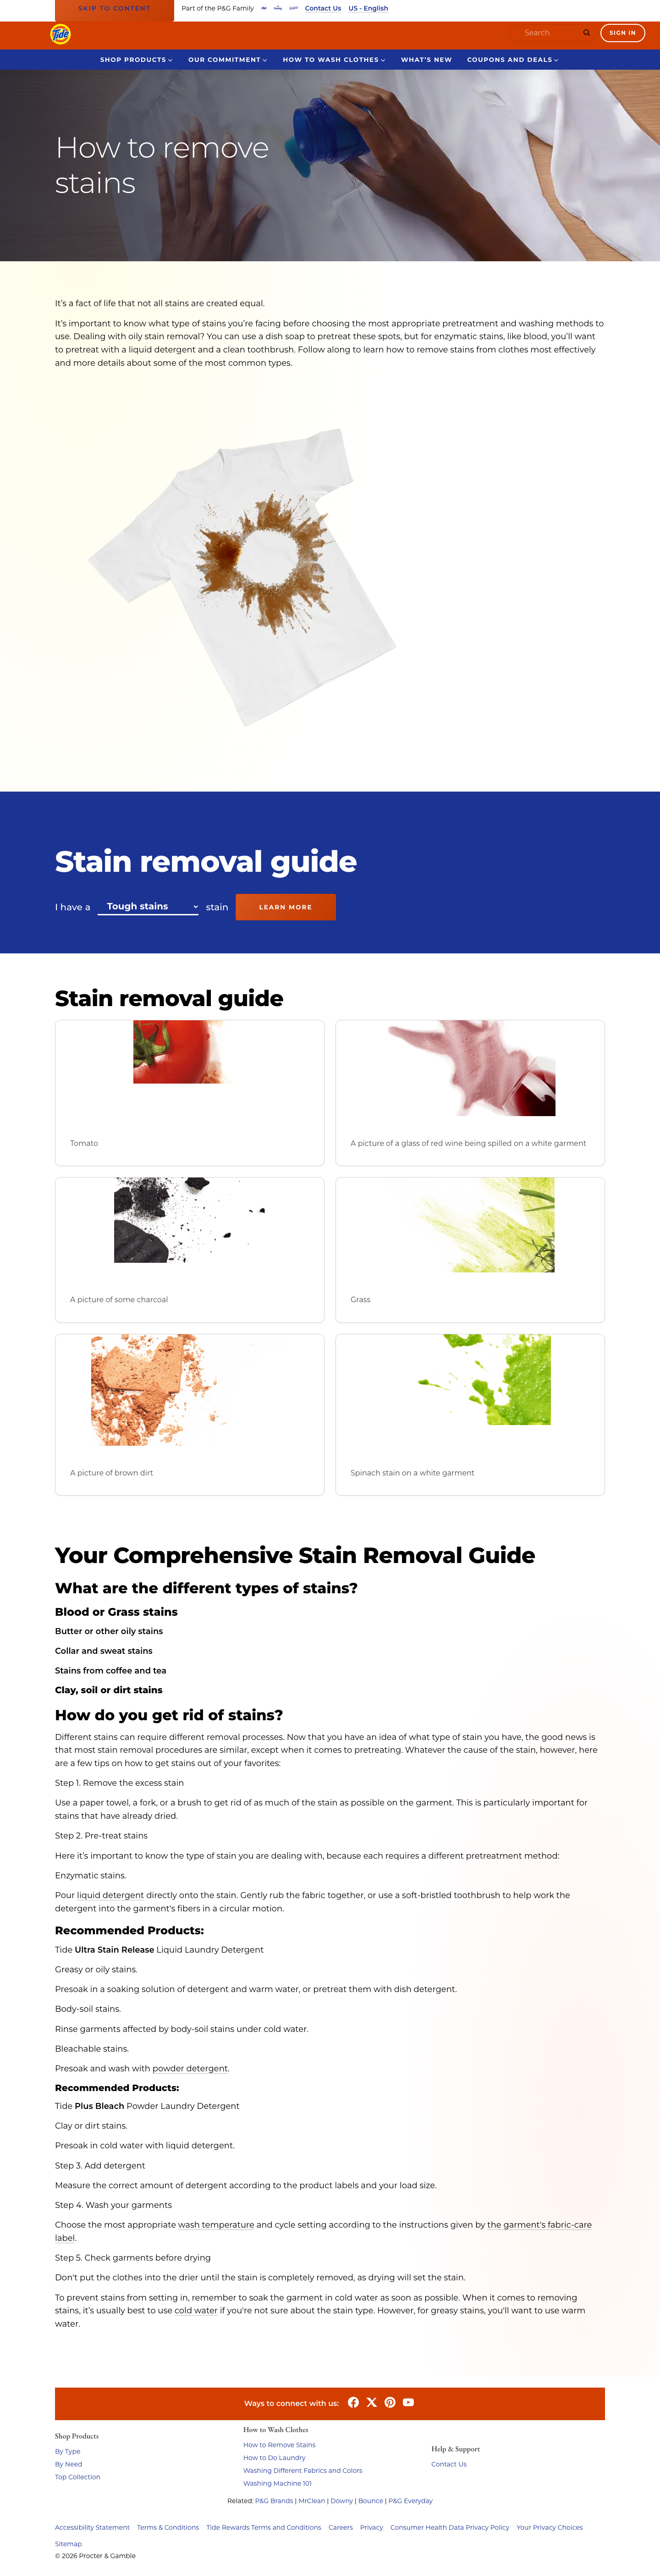 SKIP TO CONTENT
Part of the P&G Family
Contact Us
US - English
Tide
Search
SIGN IN
SHOP PRODUCTS
OUR COMMITMENT
HOW TO WASH CLOTHES
WHAT'S NEW
COUPONS AND DEALS
How to remove
stains
It's a fact of life that not all stains are created equal.
It's important to know what type of stains you're facing before choosing the most appropriate pretreatment and washing methods to
use. Dealing with oily stain removal? You can use a dish soap to pretreat these spots, but for enzymatic stains, like blood, you'll want
to pretreat with a liquid detergent and a clean toothbrush. Follow along to learn how to remove stains from clothes most effectively
and more details about some of the most common types.
Stain removal guide
I have a Tough stains stain LEARN MORE
Stain removal guide
Tomato
A picture of a glass of red wine being spilled on a white garment
A picture of some charcoal
Grass
A picture of brown dirt
Spinach stain on a white garment
Your Comprehensive Stain Removal Guide
What are the different types of stains?
Blood or Grass stains
Butter or other oily stains
Collar and sweat stains
Stains from coffee and tea
Clay, soil or dirt stains
How do you get rid of stains?
Different stains can require different removal processes. Now that you have an idea of what type of stain you have, the good news is
that most stain removal procedures are similar, except when it comes to pretreating. Whatever the cause of the stain, however, here
are a few tips on how to get stains out of your favorites:
Step 1. Remove the excess stain
Use a paper towel, a fork, or a brush to get rid of as much of the stain as possible on the garment. This is particularly important for
stains that have already dried.
Step 2. Pre-treat stains
Here it's important to know the type of stain you are dealing with, because each requires a different pretreatment method:
Enzymatic stains.
Pour liquid detergent directly onto the stain. Gently rub the fabric together, or use a soft-bristled toothbrush to help work the
detergent into the garment's fibers in a circular motion.
Recommended Products:
Tide Ultra Stain Release Liquid Laundry Detergent
Greasy or oily stains.
Presoak in a soaking solution of detergent and warm water, or pretreat them with dish detergent.
Body-soil stains.
Rinse garments affected by body-soil stains under cold water.
Bleachable stains.
Presoak and wash with powder detergent.
Recommended Products:
Tide Plus Bleach Powder Laundry Detergent
Clay or dirt stains.
Presoak in cold water with liquid detergent.
Step 3. Add detergent
Measure the correct amount of detergent according to the product labels and your load size.
Step 4. Wash your garments
Choose the most appropriate wash temperature and cycle setting according to the instructions given by the garment's fabric-care
label.
Step 5. Check garments before drying
Don't put the clothes into the drier until the stain is completely removed, as drying will set the stain.
To prevent stains from setting in, remember to soak the garment in cold water as soon as possible. When it comes to removing
stains, it's usually best to use cold water if you're not sure about the stain type. However, for greasy stains, you'll want to use warm
water.
Ways to connect with us:
Shop Products
By Type
By Need
Top Collection
How to Wash Clothes
How to Remove Stains
How to Do Laundry
Washing Different Fabrics and Colors
Washing Machine 101
Help & Support
Contact Us
Related: P&G Brands | MrClean | Downy | Bounce | P&G Everyday
Accessibility Statement Terms & Conditions Tide Rewards Terms and Conditions Careers Privacy Consumer Health Data Privacy Policy Your Privacy Choices
Sitemap
© 2026 Procter & Gamble